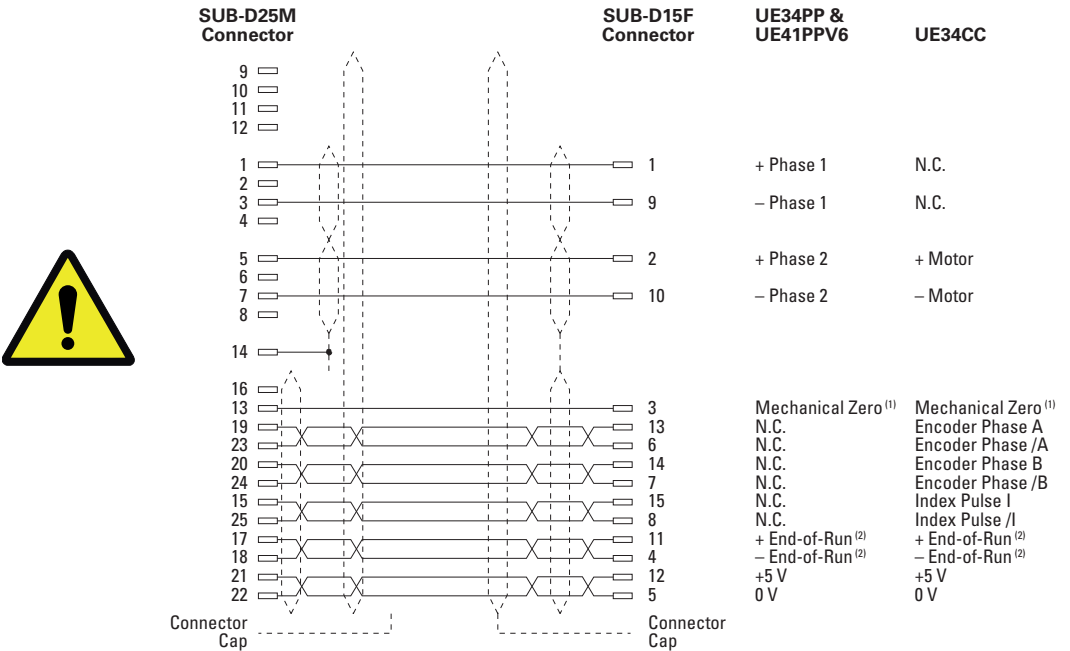 SUB-D25M Connector SUB-D15F Connector UE34PP & UE41PPV6 UE34CC
9
10
11
12
1 1 + Phase 1 N.C.
2
3 9 – Phase 1 N.C.
4
5 2 + Phase 2 + Motor
6
7 10 – Phase 2 – Motor
8
14
16
13 3 Mechanical Zero (1) Mechanical Zero (1)
19 13 N.C. Encoder Phase A
23 6 N.C. Encoder Phase /A
20 14 N.C. Encoder Phase B
24 7 N.C. Encoder Phase /B
15 15 N.C. Index Pulse I
25 8 N.C. Index Pulse /I
17 11 + End-of-Run (2) + End-of-Run (2)
18 4 – End-of-Run (2) – End-of-Run (2)
21 12 +5 V +5 V
22 5 0 V 0 V
Connector Cap Connector Cap